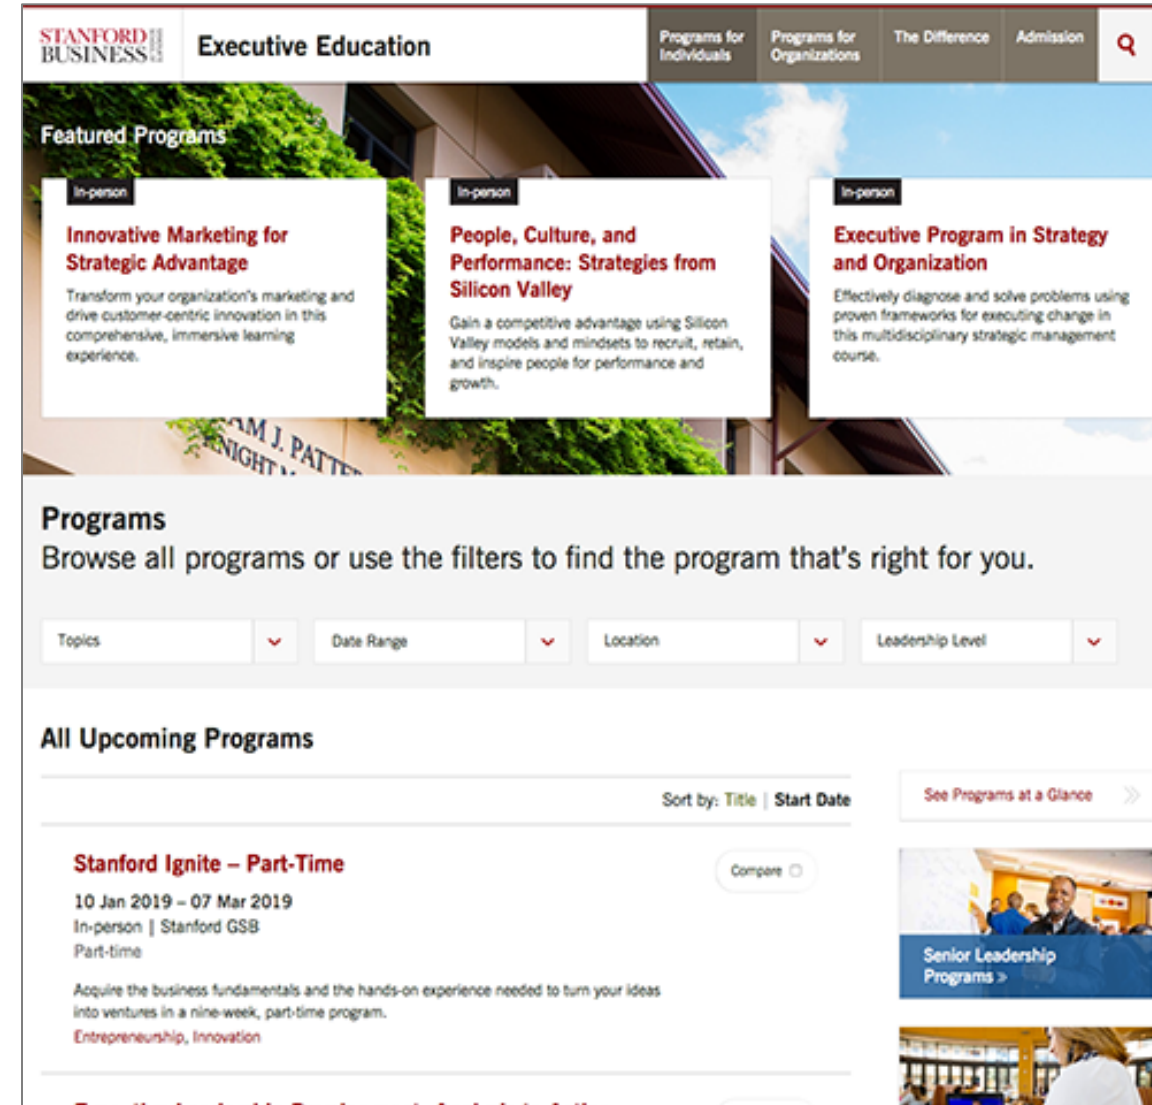 STANFORD
BUSINESS
Executive Education
Programs for
Individuals
Programs for
Organizations
The Difference
Admission
Featured Programs
In-person
Innovative Marketing for
Strategic Advantage
Transform your organization's marketing and
drive customer-centric innovation in this
comprehensive, immersive learning
experience.
In-person
People, Culture, and
Performance: Strategies from
Silicon Valley
Gain a competitive advantage using Silicon
Valley models and mindsets to recruit, retain,
and inspire people for performance and
growth.
In-person
Executive Program in Strategy
and Organization
Effectively diagnose and solve problems using
proven frameworks for executing change in
this multidisciplinary strategic management
course.
AM J. PATTE
KNIGHT
Programs
Browse all programs or use the filters to find the program that's right for you.
Topics
Date Range
Location
Leadership Level
All Upcoming Programs
Sort by: Title | Start Date
See Programs at a Glance
Stanford Ignite – Part-Time
Compare
10 Jan 2019 – 07 Mar 2019
In-person | Stanford GSB
Part-time
Acquire the business fundamentals and the hands-on experience needed to turn your ideas
into ventures in a nine-week, part-time program.
Entrepreneurship, Innovation
Senior Leadership
Programs »